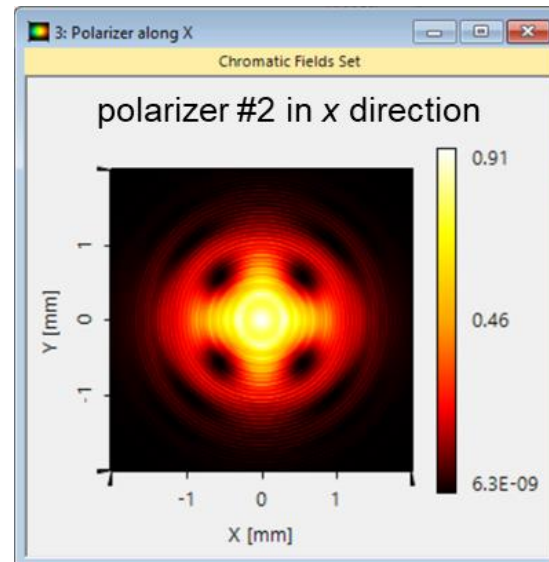 3: Polarizer along X
Chromatic Fields Set
polarizer #2 in x direction
0.91
0.46
6.3E-09
Y [mm]
1
0
-1
-1 0 1
X [mm]